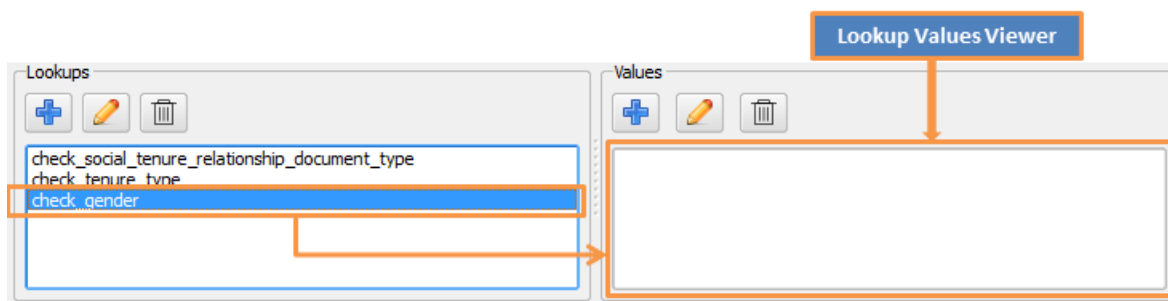 Lookup Values Viewer
Lookups
Values
check_social_tenure_relationship_document_type
check_tenure_type
check_gender